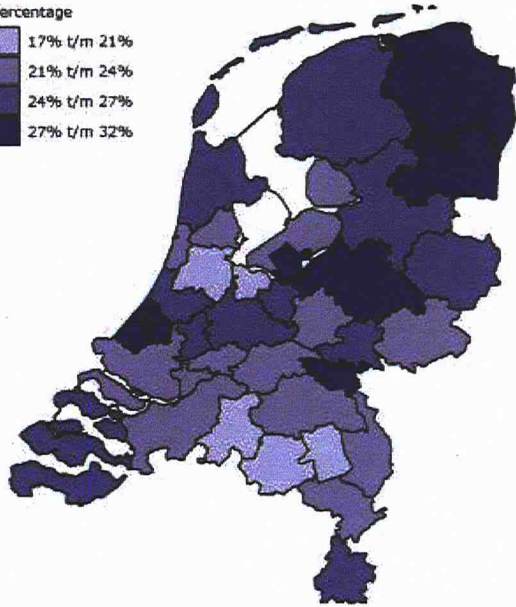 ercentage
17% t/m 21%
21% t/m 24%
24% t/m 27%
27% t/m 32%